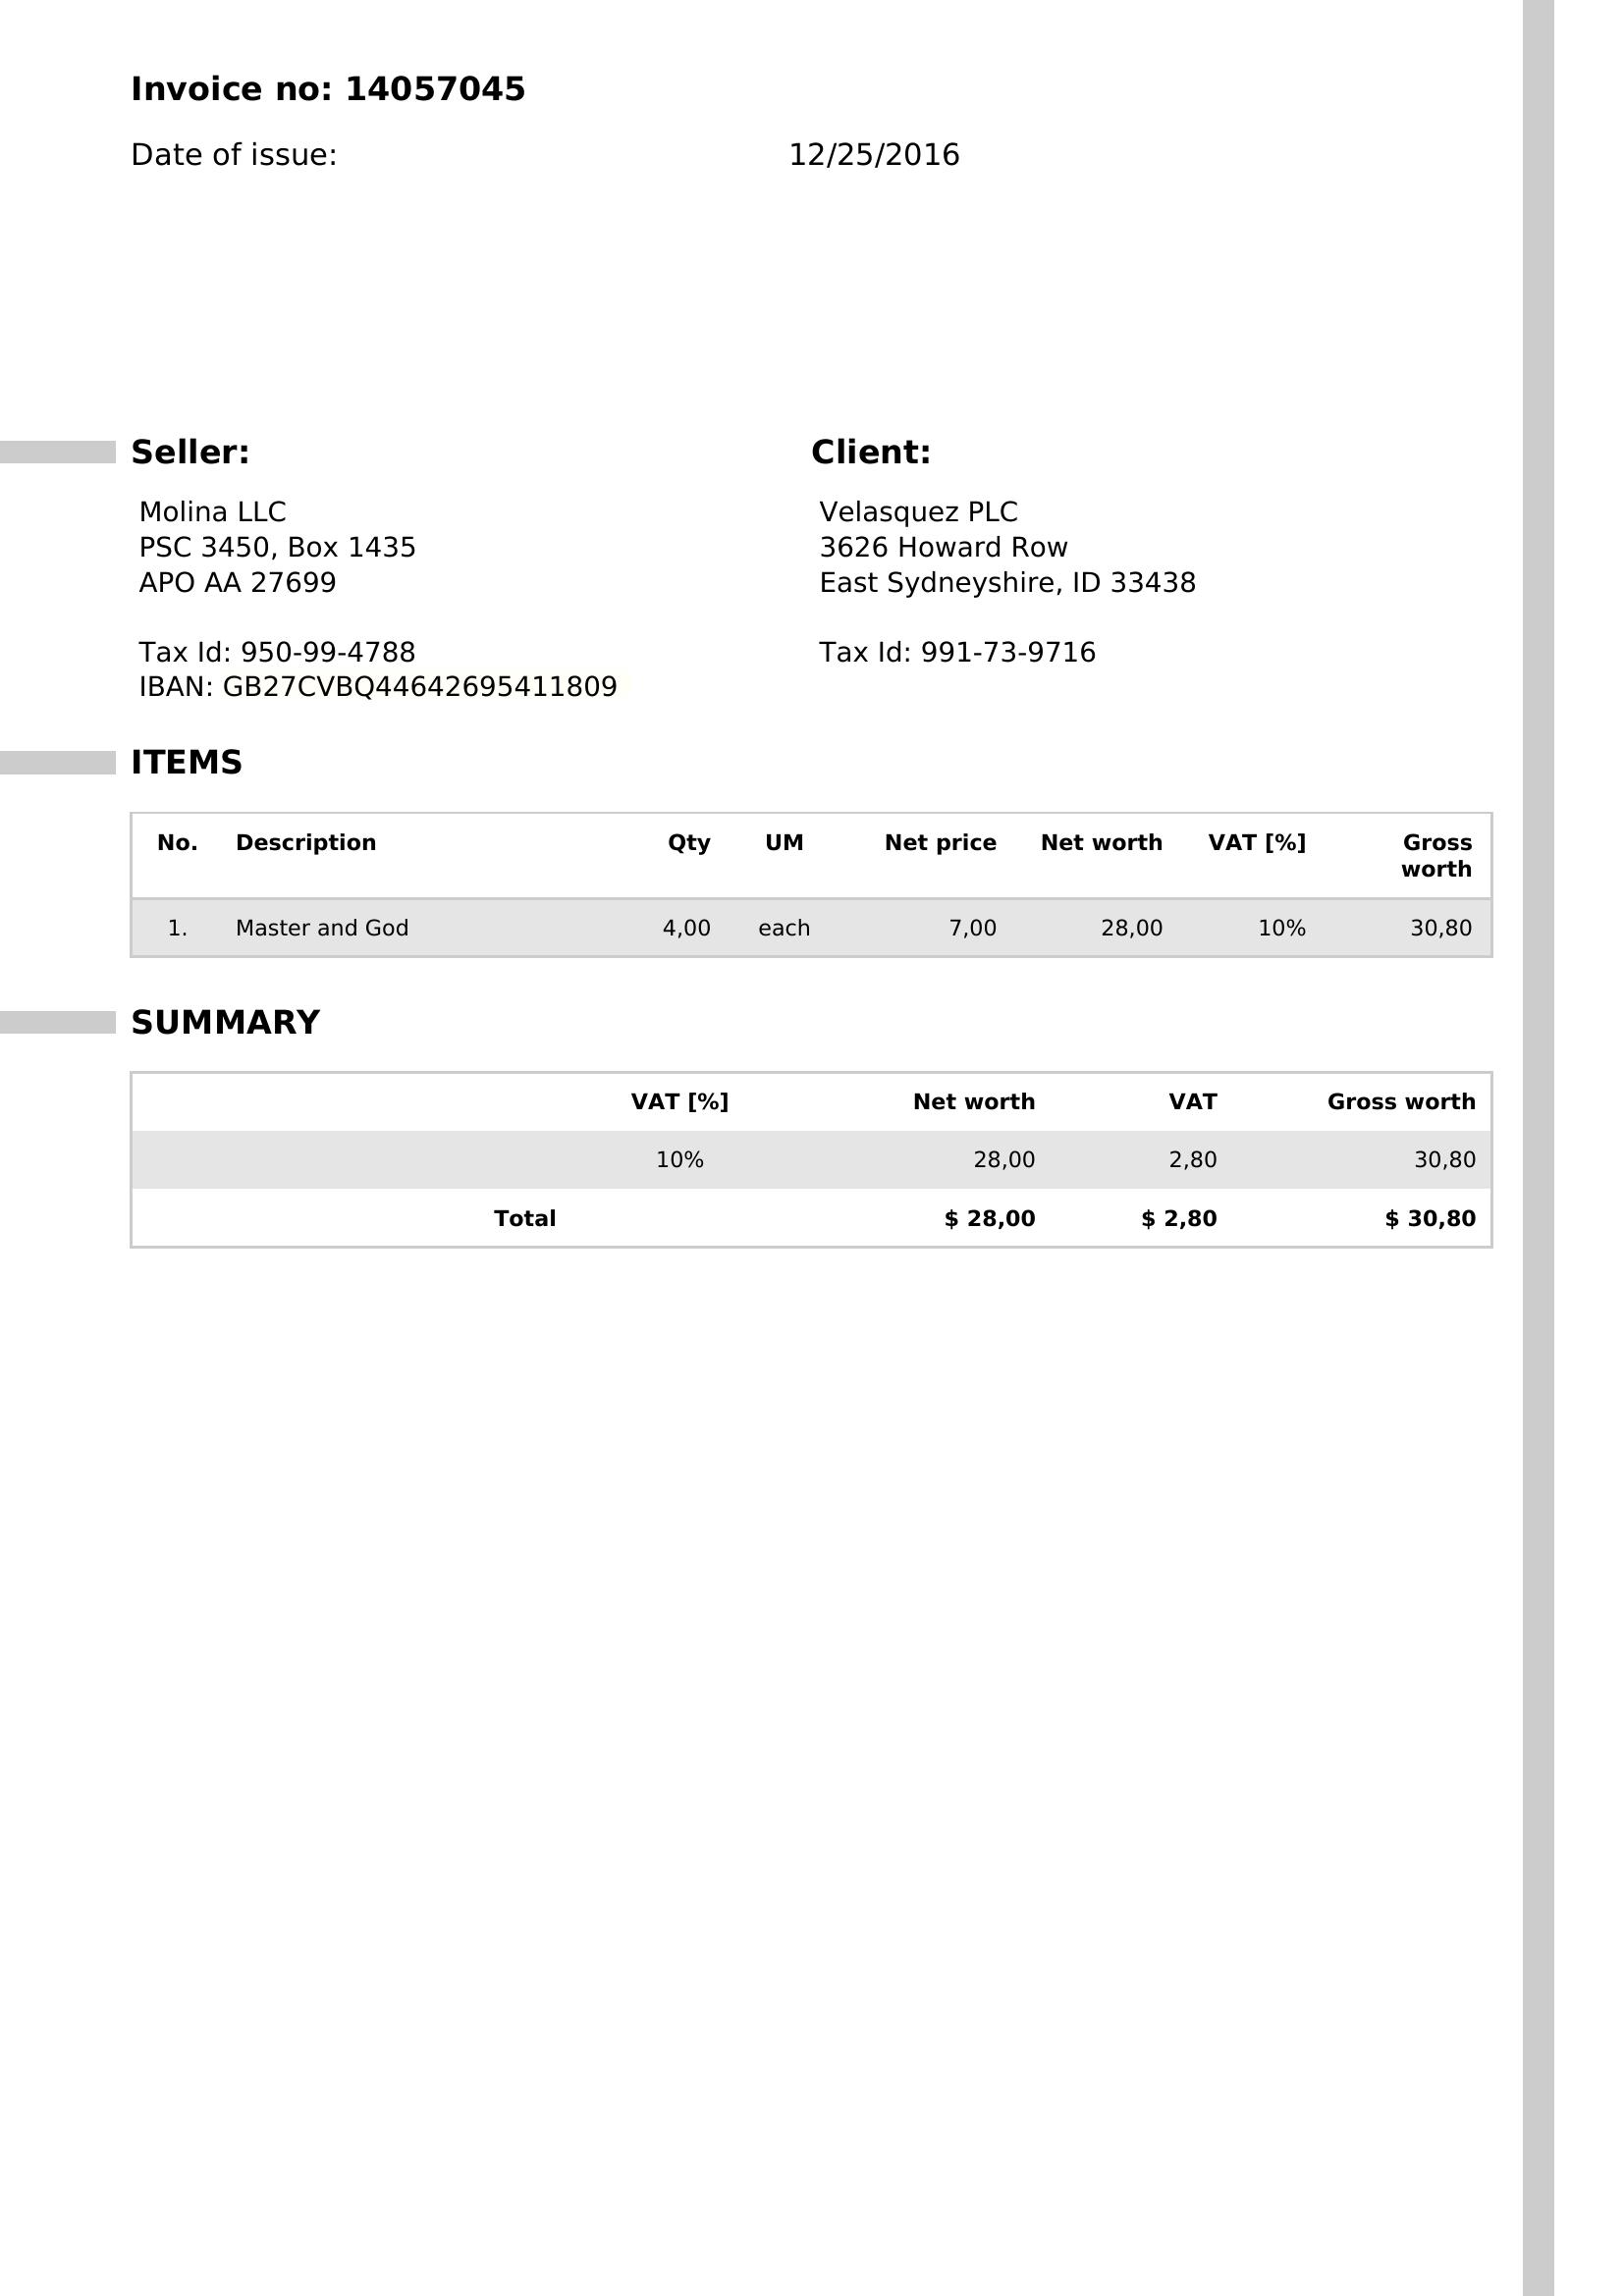 Invoice no: 14057045
Date of issue: 12/25/2016
Seller:
Molina LLC
PSC 3450, Box 1435
APO AA 27699
Tax Id: 950-99-4788
IBAN: GB27CVBQ44642695411809
Client:
Velasquez PLC
3626 Howard Row
East Sydneyshire, ID 33438
Tax Id: 991-73-9716
ITEMS
No. Description Qty UM Net price Net worth VAT [%] Gross
worth
1. Master and God 4,00 each 7,00 28,00 10% 30,80
SUMMARY
VAT [%] Net worth VAT Gross worth
10% 28,00 2,80 30,80
Total $ 28,00 $ 2,80 $ 30,80